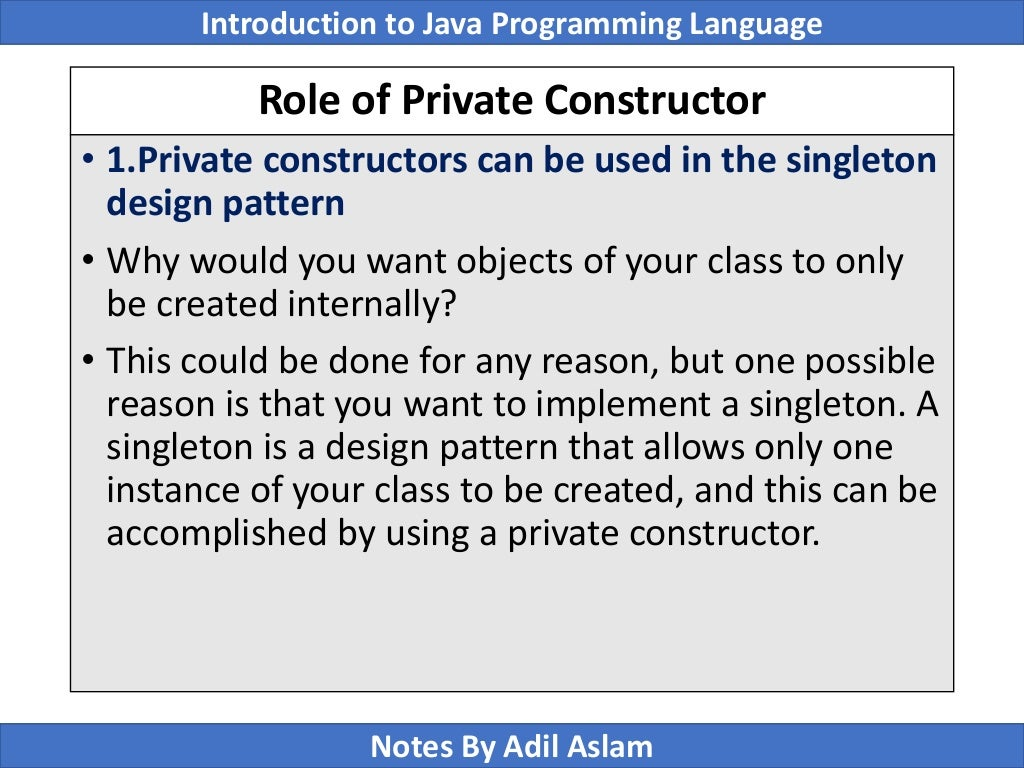 Introduction to Java Programming Language
Role of Private Constructor
• 1.Private constructors can be used in the singleton
design pattern
• Why would you want objects of your class to only
be created internally?
• This could be done for any reason, but one possible
reason is that you want to implement a singleton. A
singleton is a design pattern that allows only one
instance of your class to be created, and this can be
accomplished by using a private constructor.
Notes By Adil Aslam